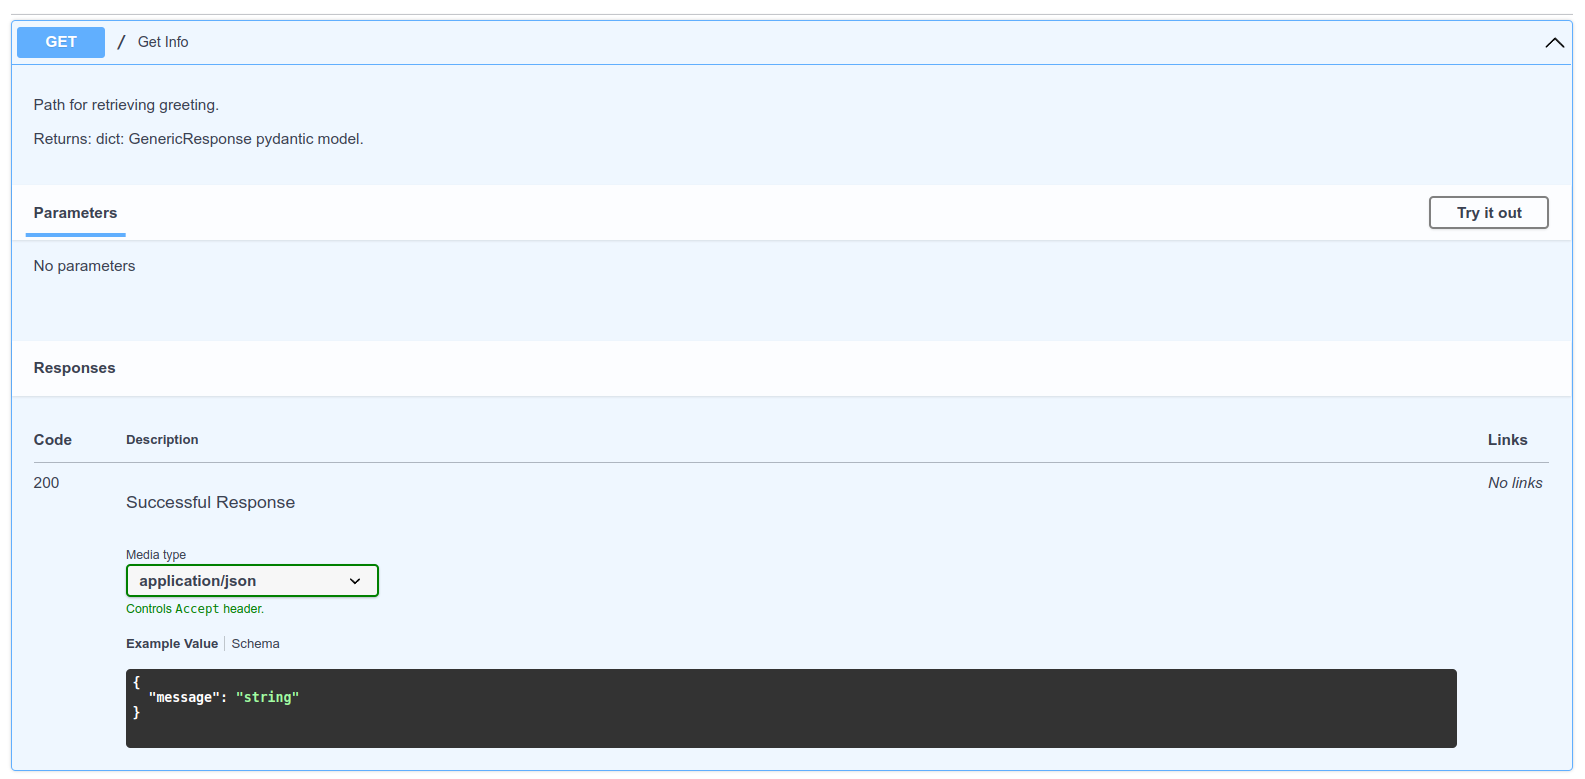 GET / Get Info
Path for retrieving greeting.
Returns: dict: GenericResponse pydantic model.
Parameters Try it out
No parameters
Responses
Code Description Links
200 No links
Successful Response
Media type
application/json
Controls Accept header.
Example Value Schema
{
  "message": "string"
}